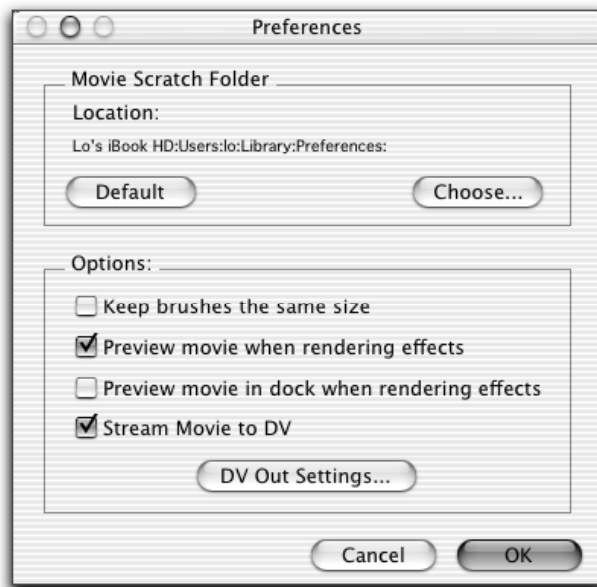 Preferences
Movie Scratch Folder
Location:
Lo's iBook HD:Users:lo:Library:Preferences:
Default
Choose...
Options:
Keep brushes the same size
Preview movie when rendering effects
Preview movie in dock when rendering effects
Stream Movie to DV
DV Out Settings...
Cancel
OK